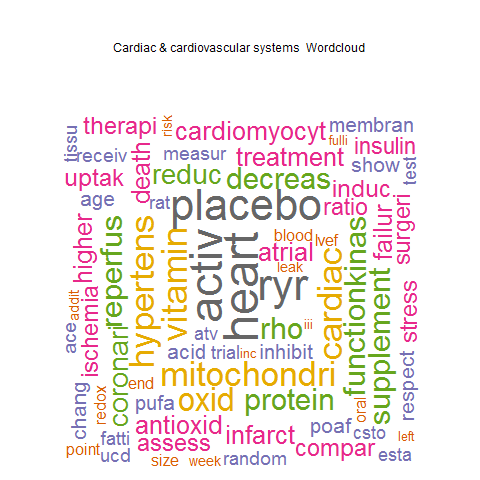 Cardiac & cardiovascular systems Wordcloud
therapi
risk
cardiomyocyt
membran
fulli
tissu
receiv
measur
treatment
insulin
death
show
test
uptak
reduc
decreas
induc
age
rat
placebo
ratio
failur
surgeri
higher
reperfus
hypertens
vitamin
activ
heart
blood
lvef
atrial
leak
ryr
cardiac
functionkinas
supplement
stress
addit
ace
ischemia
coronari
atv
rho
iii
acid
trial
inc
inhibit
mitochondri
respect
chang
redox
end
pufa
oxid
protein
oral
antioxid
poaf
csto
left
fatti
assess
infarct
compar
point
ucd
size
week
random
esta